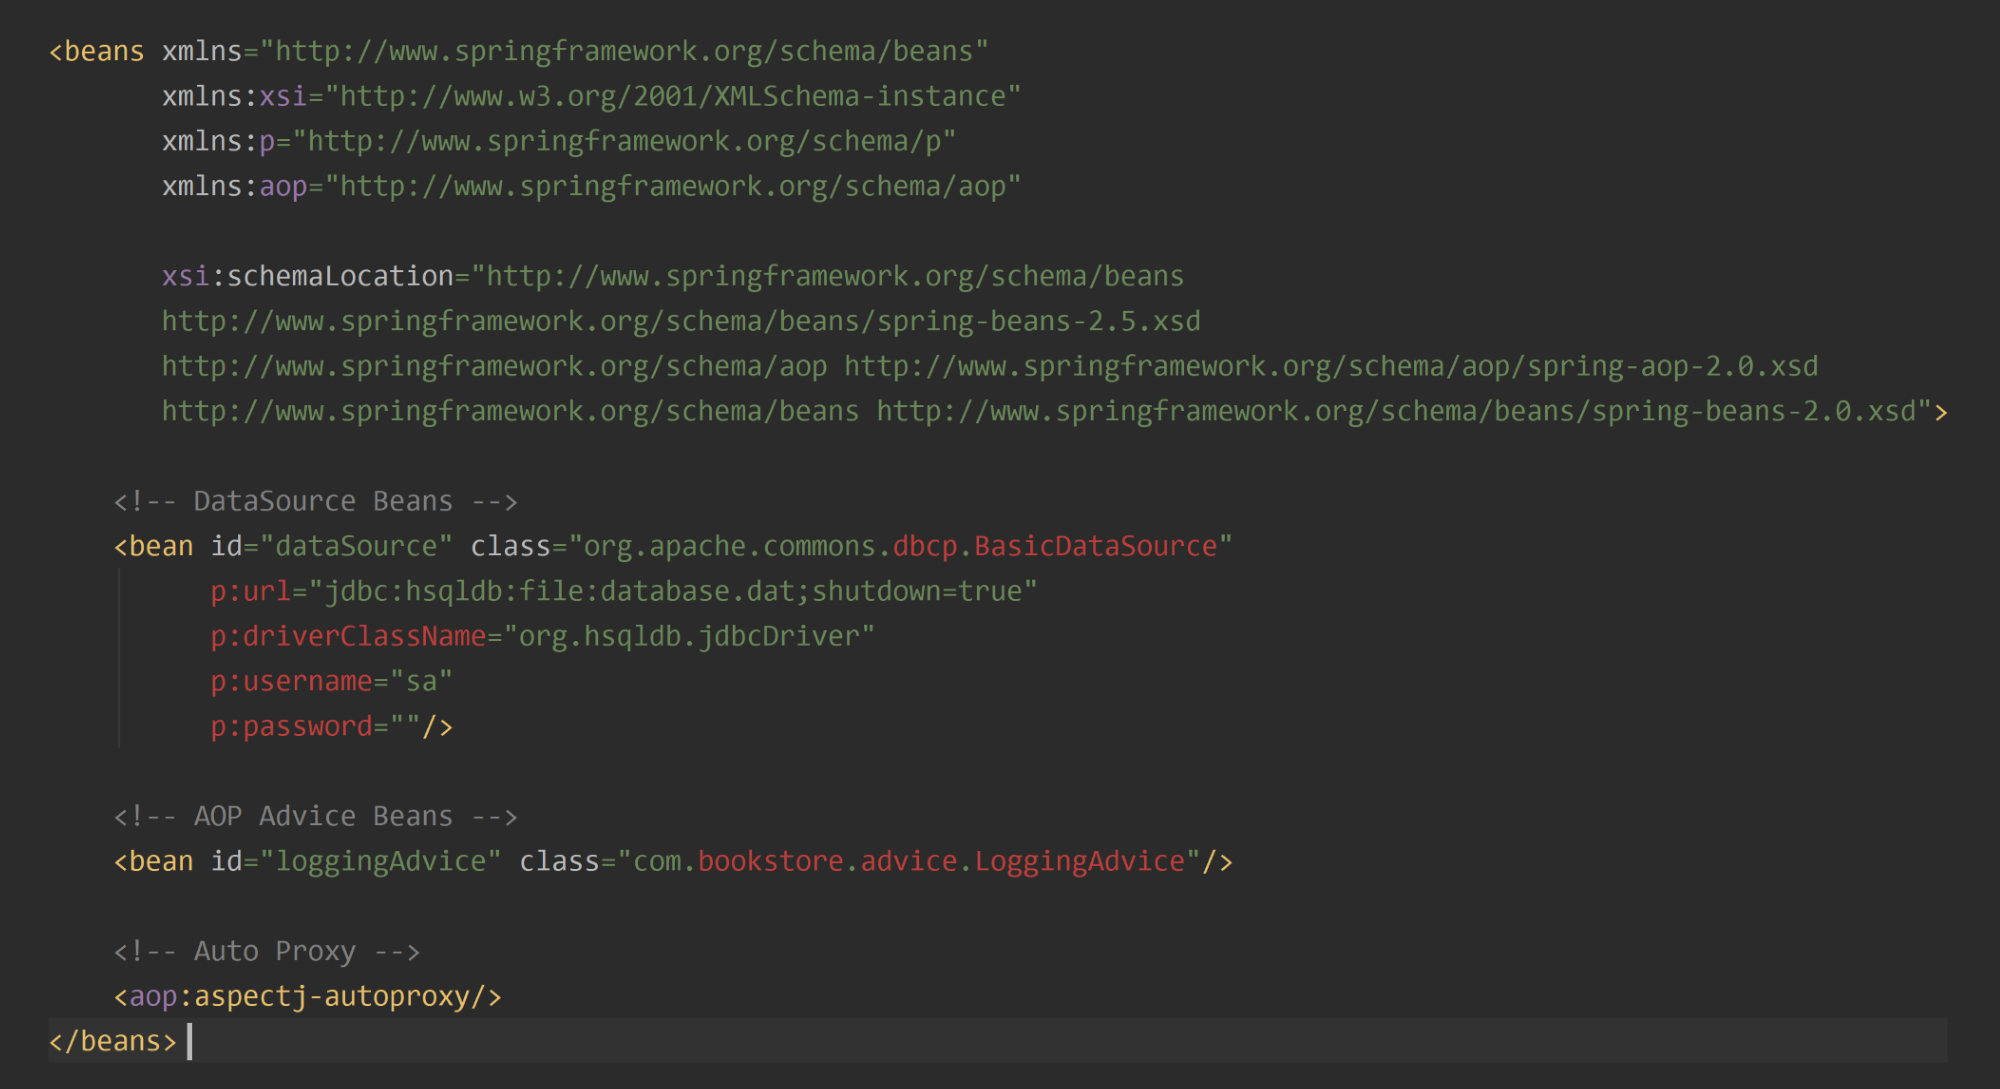 <beans xmlns="http://www.springframework.org/schema/beans"
xmlns:xsi="http://www.w3.org/2001/XMLSchema-instance"
xmlns:p="http://www.springframework.org/schema/p"
xmlns:aop="http://www.springframework.org/schema/aop"
xsi:schemaLocation="http://www.springframework.org/schema/beans
http://www.springframework.org/schema/beans/spring-beans-2.5.xsd
http://www.springframework.org/schema/aop http://www.springframework.org/schema/aop/spring-aop-2.0.xsd
http://www.springframework.org/schema/beans http://www.springframework.org/schema/beans/spring-beans-2.0.xsd">
<!-- DataSource Beans -->
<bean id="dataSource" class="org.apache.commons.dbcp.BasicDataSource"
p:url="jdbc:hsqldb:file:database.dat;shutdown=true"
p:driverClassName="org.hsqldb.jdbcDriver"
p:username="sa"
p:password=""/>
<!-- AOP Advice Beans -->
<bean id="loggingAdvice" class="com.bookstore.advice.LoggingAdvice"/>
<!-- Auto Proxy -->
<aop:aspectj-autoproxy/>
</beans>